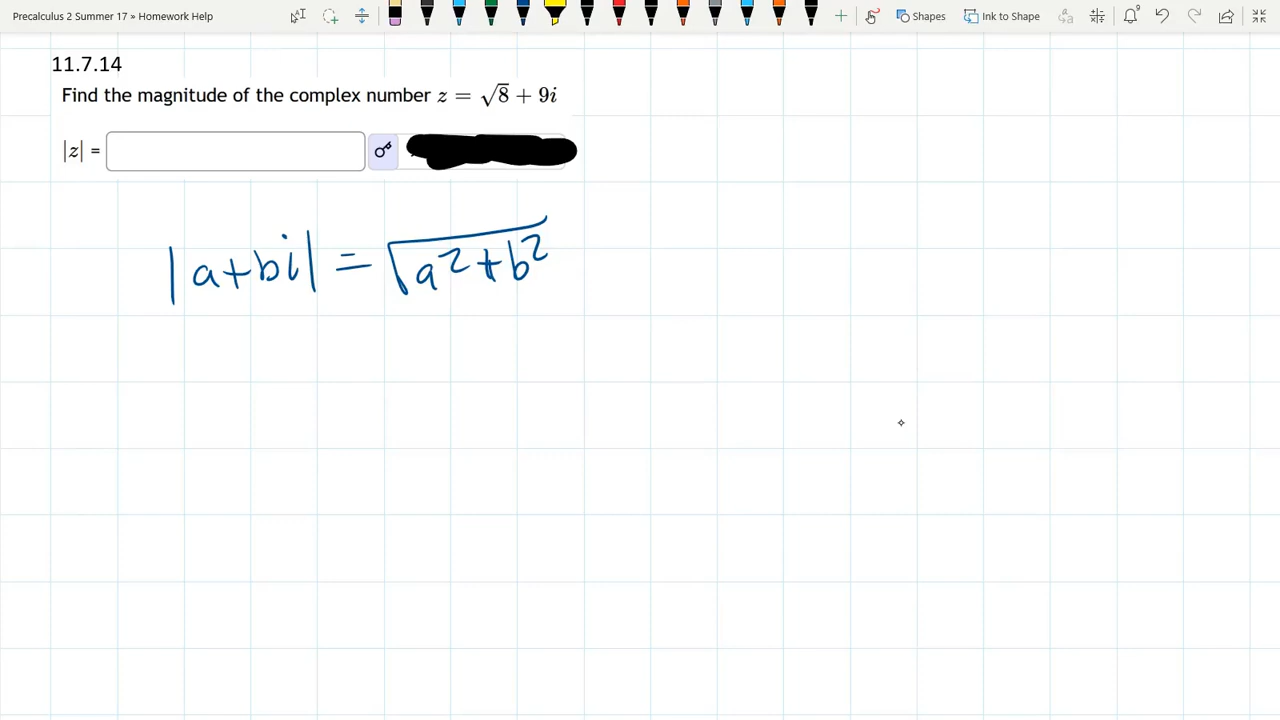 Precalculus 2 Summer 17 » Homework Help
Shapes
Ink to Shape
11.7.14
Find the magnitude of the complex number z = √8 + 9i
|z| =
|a+bi| = √a²+b²